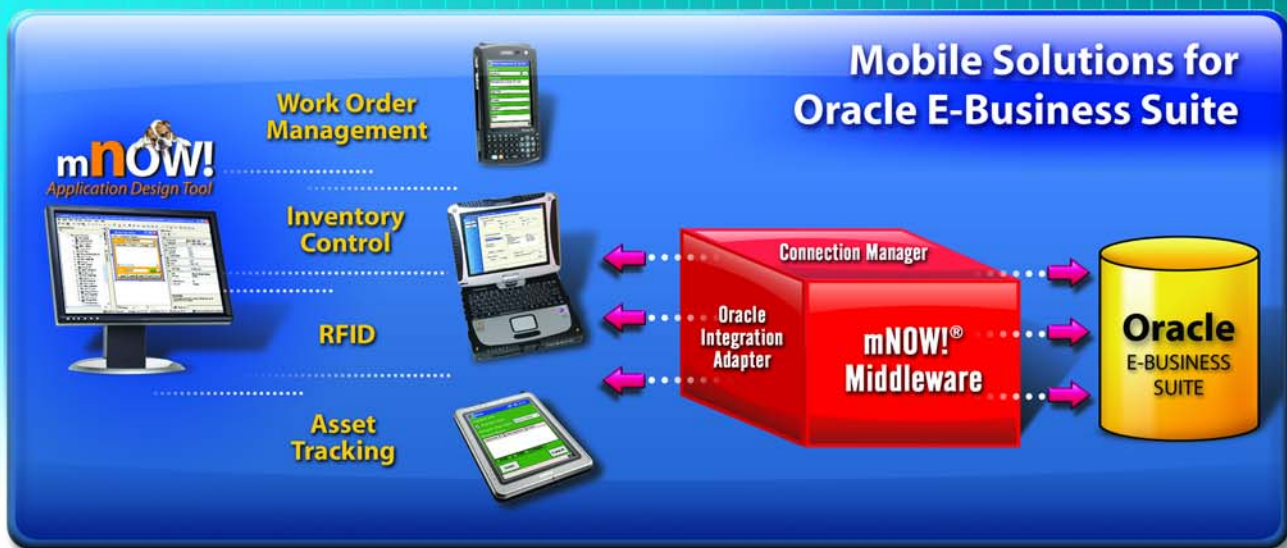 Mobile Solutions for
Oracle E-Business Suite
mnOW!
Application Design Tool
Work Order
Management
Inventory
Control
RFID
Asset
Tracking
Connection Manager
Oracle
Integration
Adapter
mNOW!®
Middleware
Oracle
E-BUSINESS
SUITE